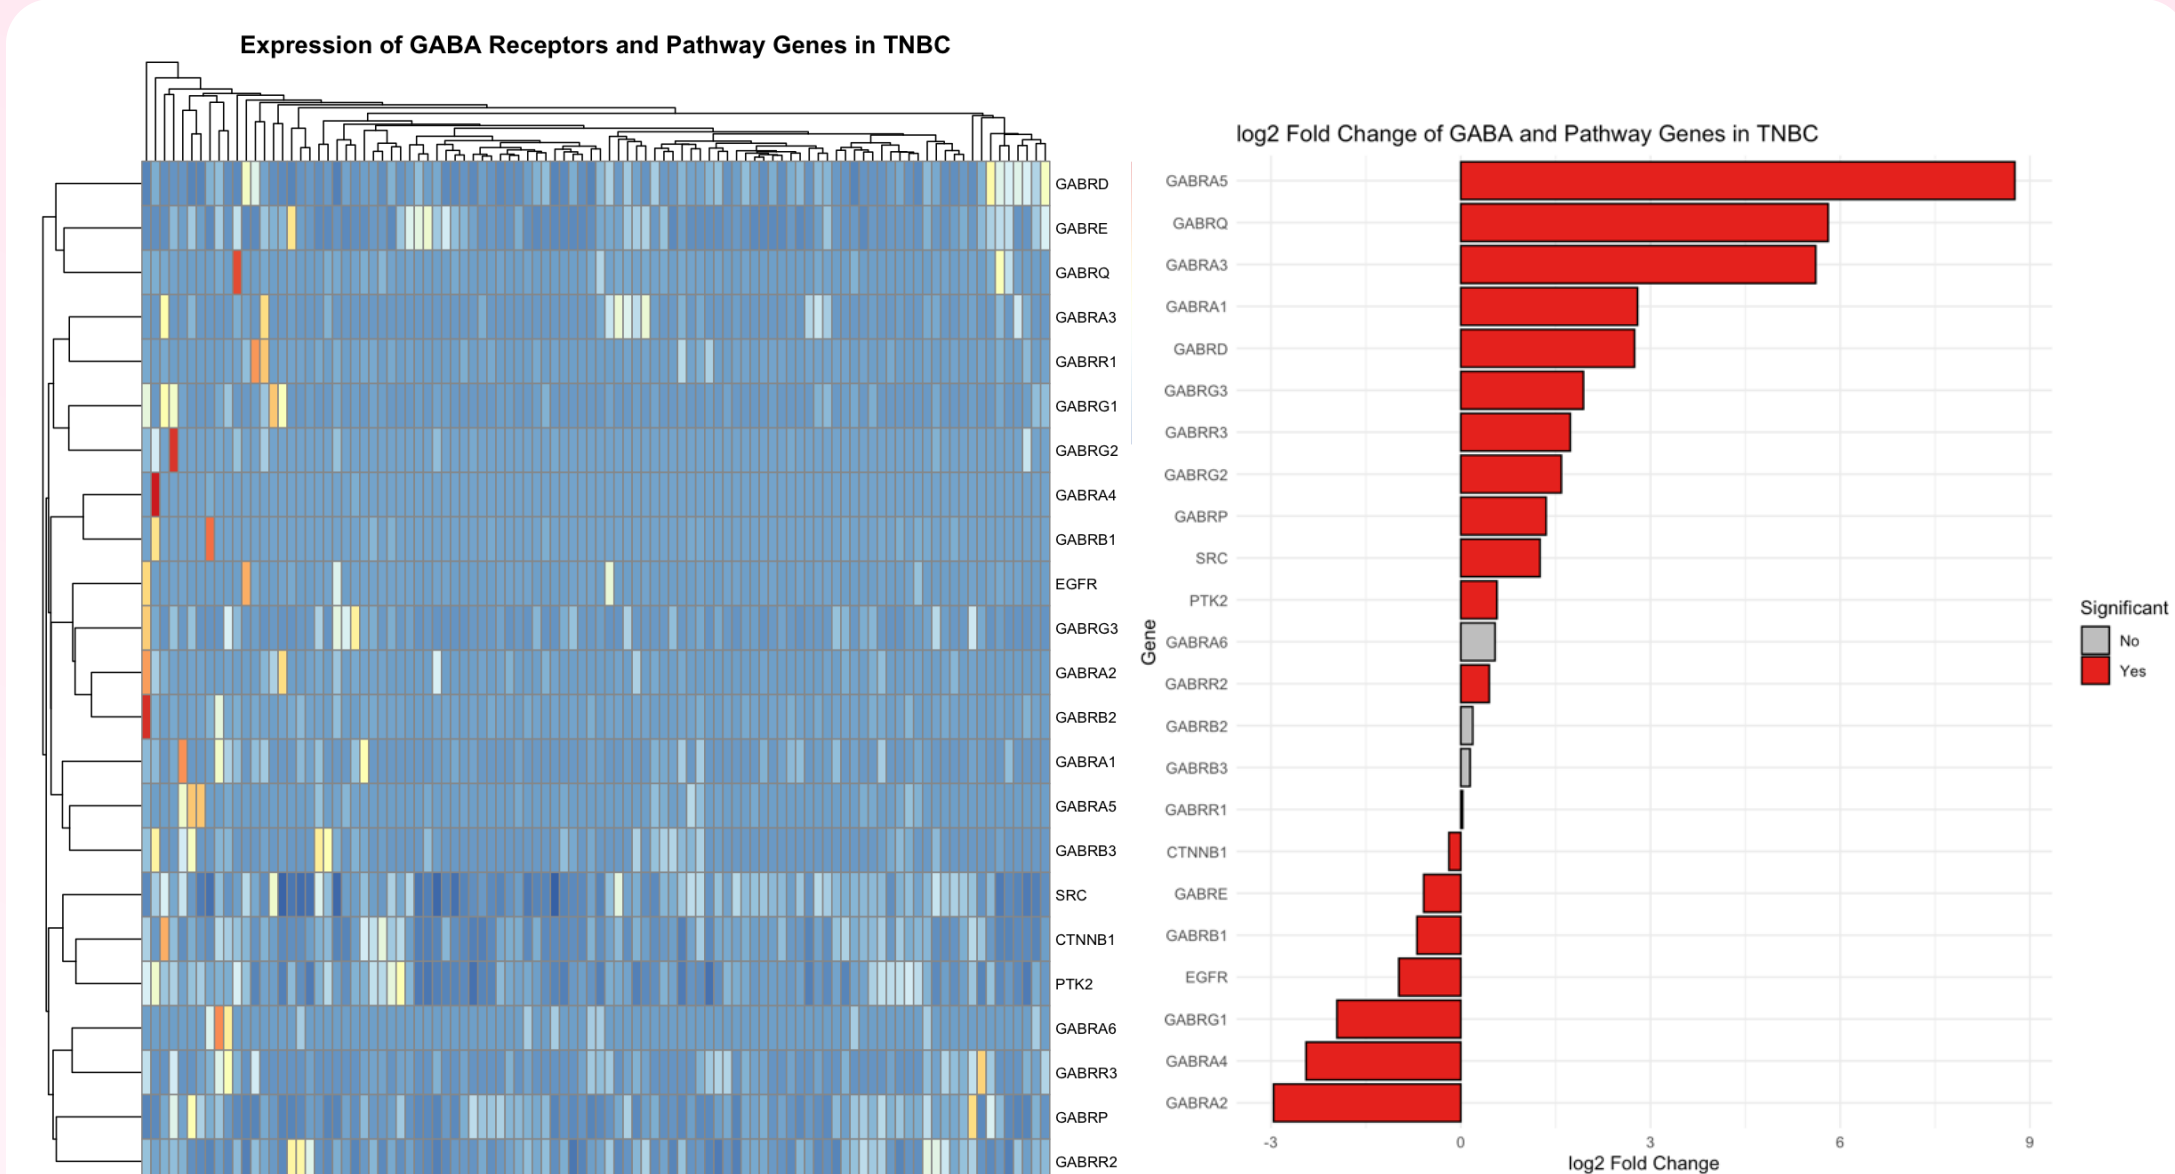 Expression of GABA Receptors and Pathway Genes in TNBC
GABRD
GABRE
GABRQ
GABRA3
GABRR1
GABRG1
GABRG2
GABRA4
GABRB1
EGFR
GABRG3
GABRA2
GABRB2
GABRA1
GABRA5
GABRB3
SRC
CTNNB1
PTK2
GABRA6
GABRR3
GABRP
GABRR2
log2 Fold Change of GABA and Pathway Genes in TNBC
Gene
GABRA5
GABRQ
GABRA3
GABRA1
GABRD
GABRG3
GABRR3
GABRG2
GABRP
SRC
PTK2
GABRA6
GABRR2
GABRB2
GABRB3
GABRR1
CTNNB1
GABRE
GABRB1
EGFR
GABRG1
GABRA4
GABRA2
-3 0 3 6 9
log2 Fold Change
Significant
No
Yes